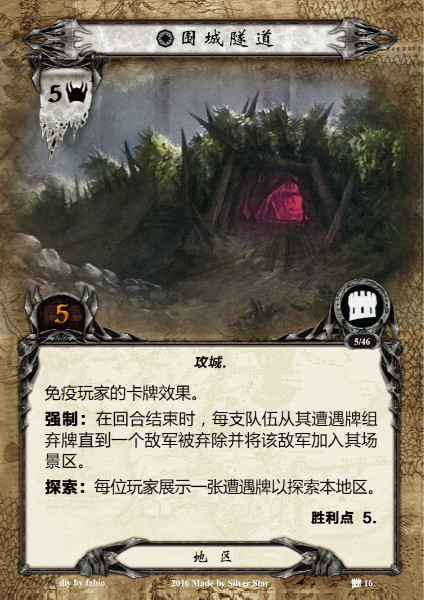 围城隧道
5
5
5/46
攻城.
免疫玩家的卡牌效果。
强制：在回合结束时，每支队伍从其遭遇牌组
弃牌直到一个敌军被弃除并将该敌军加入其场
景区。
探索：每位玩家展示一张遭遇牌以探索本地区。
胜利点 5.
地 区
diy by fabio
2016 Made by Silver Star
16